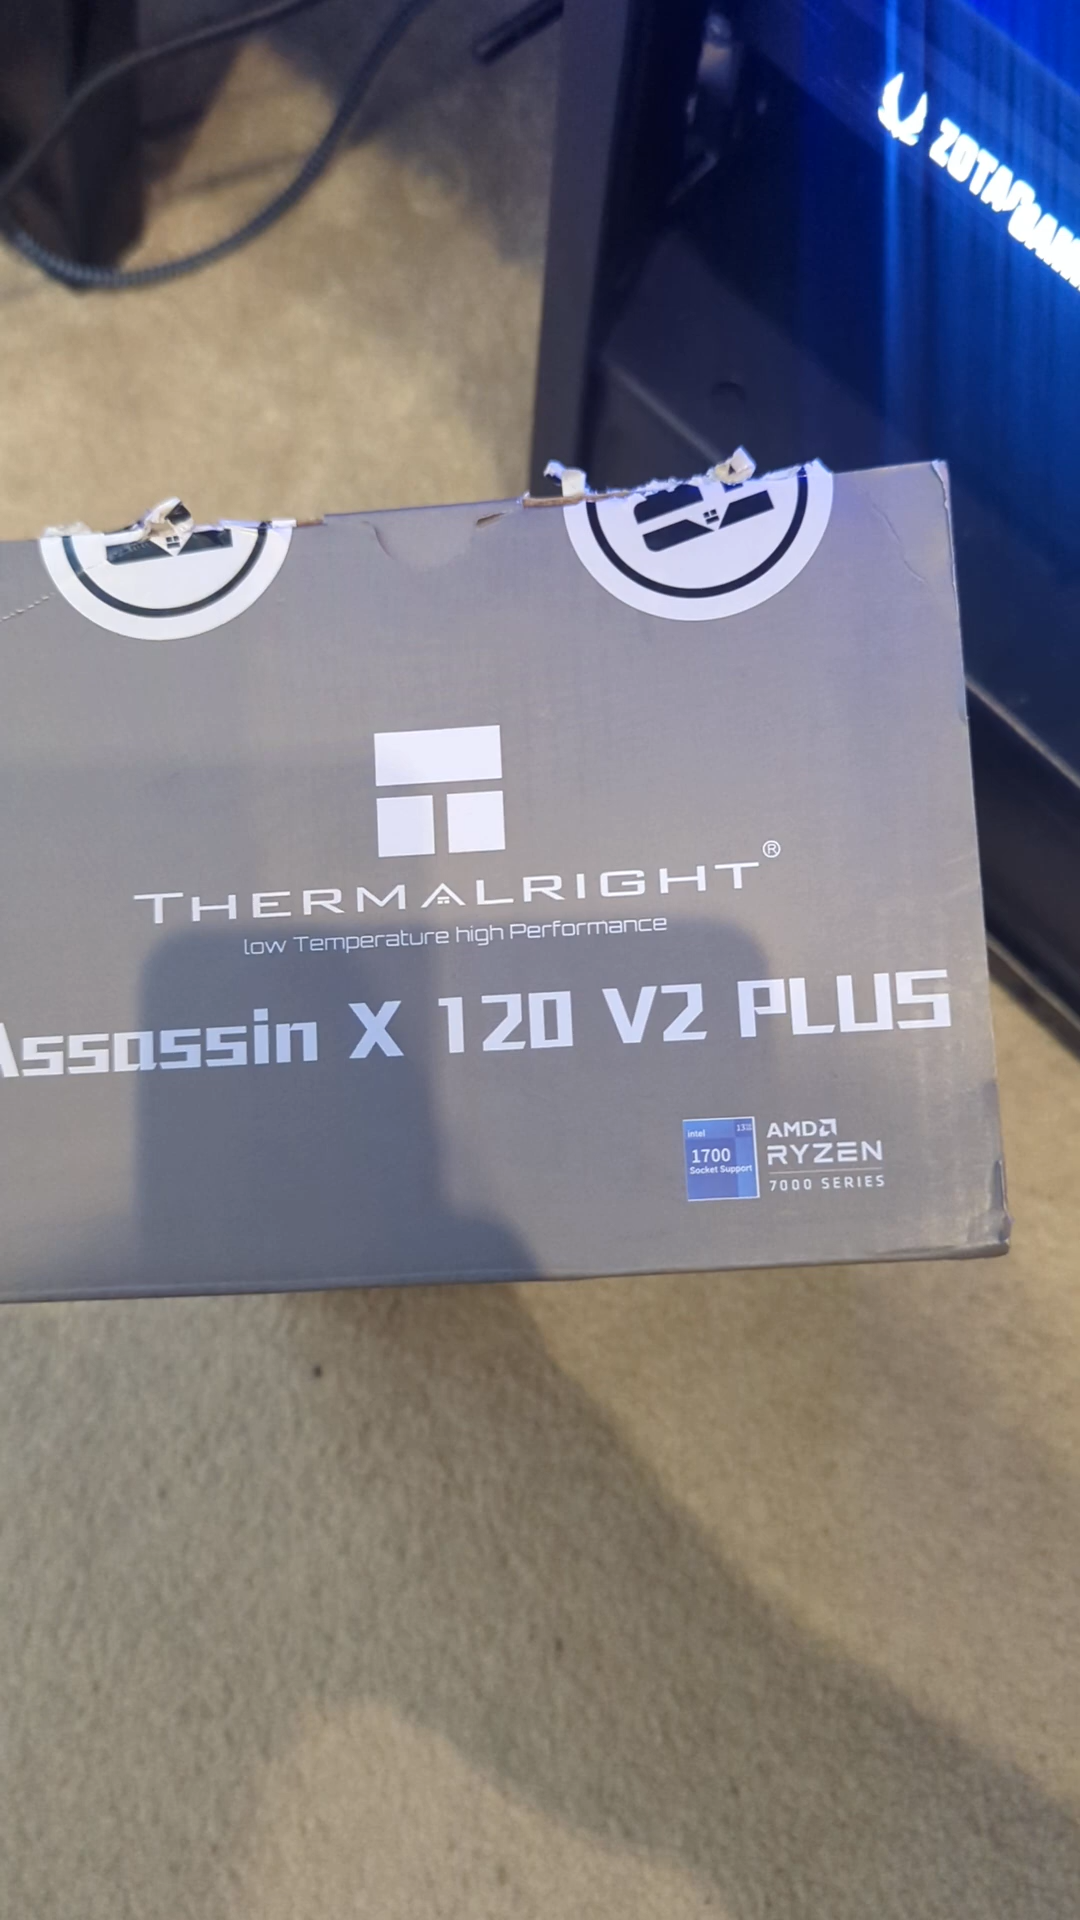 THERMALRIGHT®
low Temperature high Performance
Assassin X 120 V2 PLUS
intel
1700
Socket Support
AMD
RYZEN
7000 SERIES